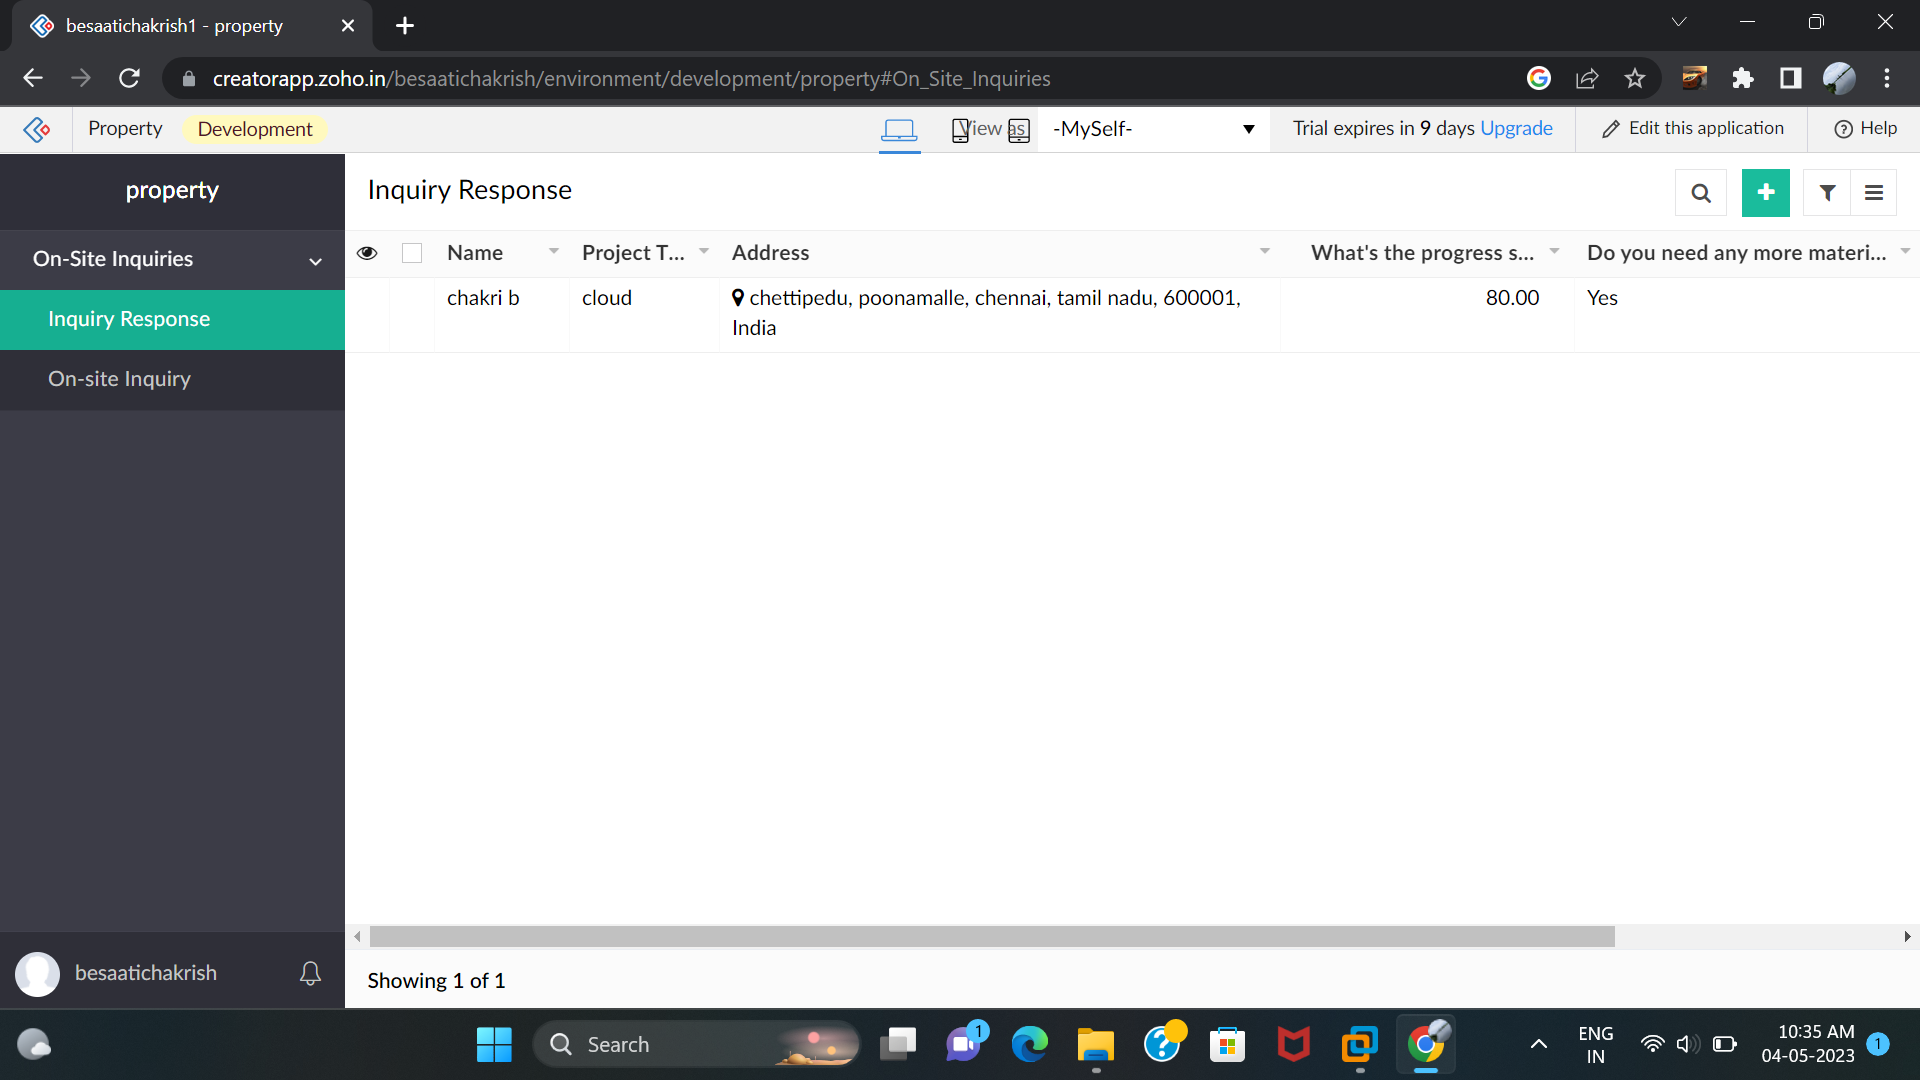 besaatichakrish1 - property
creatorapp.zoho.in/besaatichakrish/environment/development/property#On_Site_Inquiries
Property Development View as -MySelf- Trial expires in 9 days Upgrade Edit this application Help
property
Inquiry Response
On-Site Inquiries
Name Project T... Address What's the progress s... Do you need any more materi...
Inquiry Response
chakri b cloud chettipedu, poonamalle, chennai, tamil nadu, 600001, 80.00 Yes
India
On-site Inquiry
besaatichakrish
Showing 1 of 1
Search
1
ENG
IN
10:35 AM
04-05-2023
1